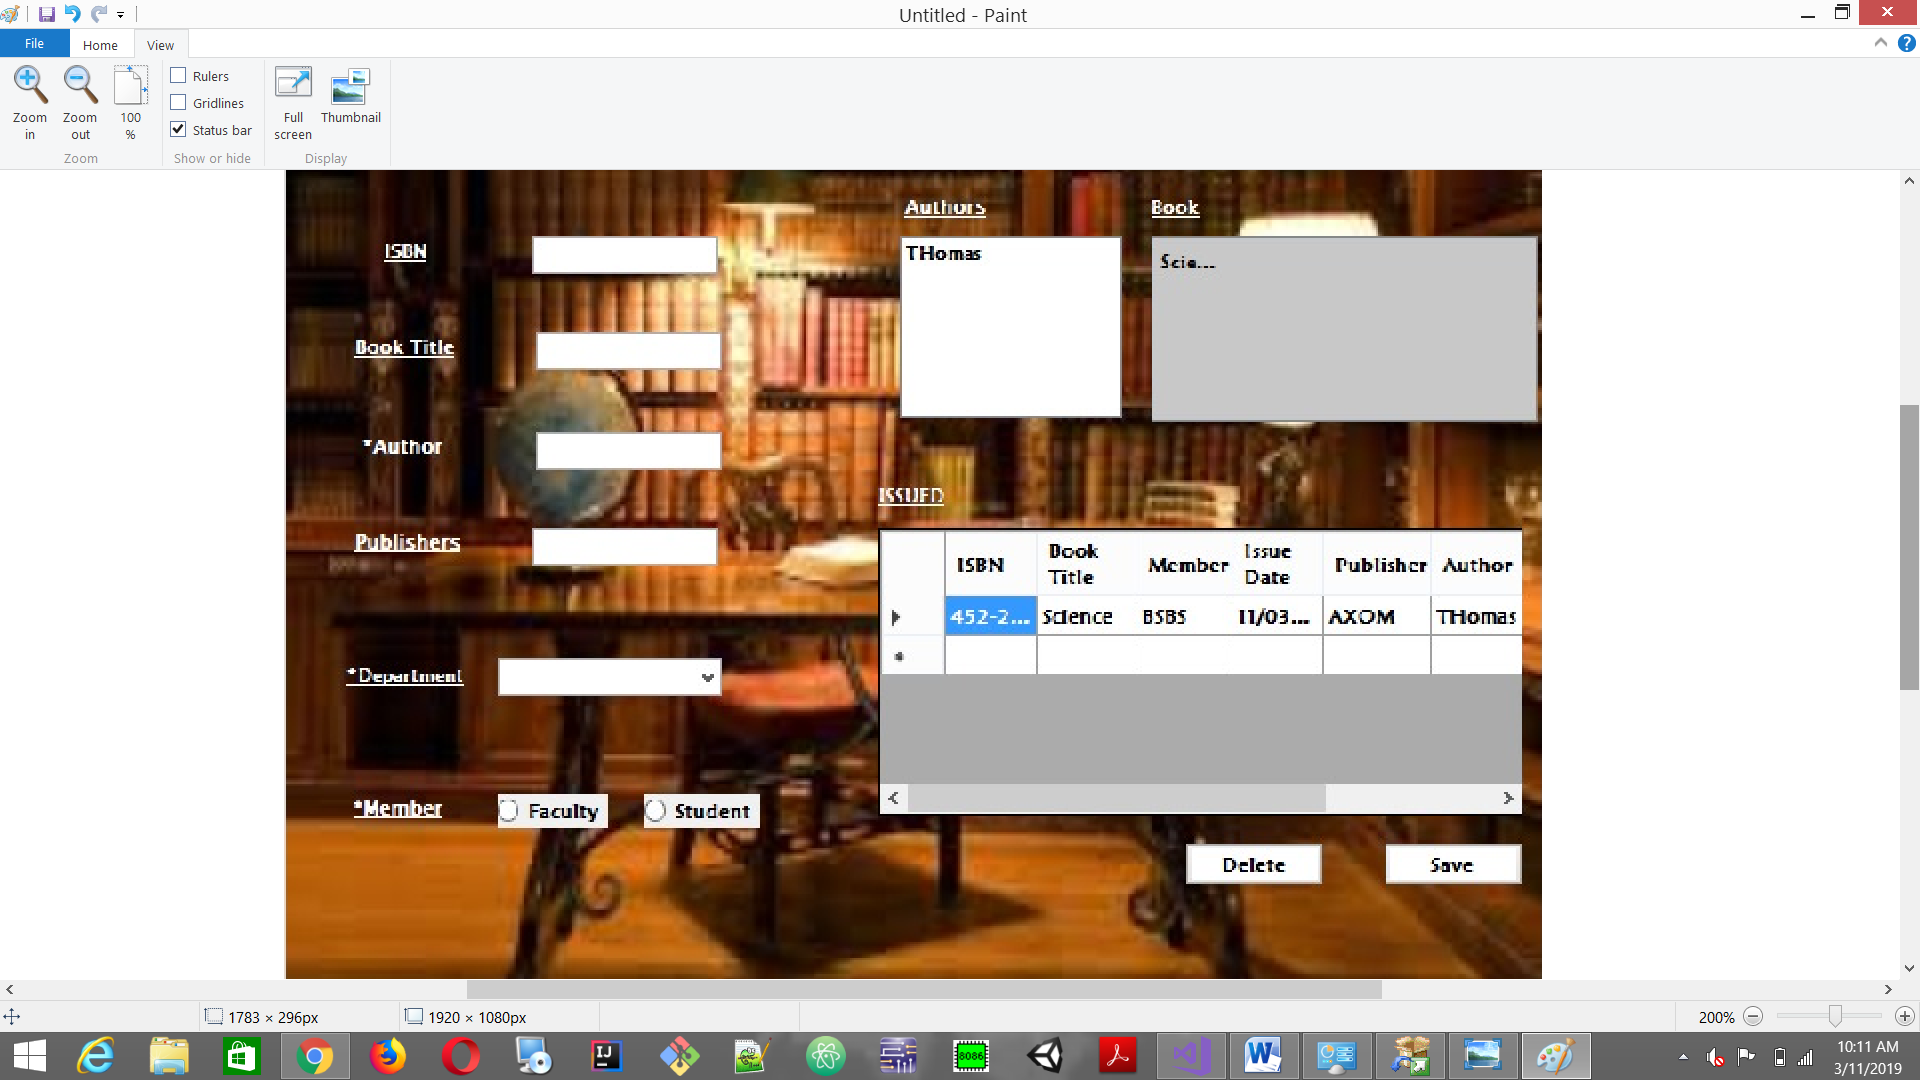 Untitled - Paint
File
Home
View
Zoom in
Zoom out
100 %
Rulers
Gridlines
Status bar
Full screen
Thumbnail
Zoom
Show or hide
Display
Authors
Book
ISBN
THomas
Scie...
Book Title
*Author
ISSUED
Publishers
ISBN
Book Title
Member
Issue Date
Publisher
Author
452-2...
Science
BSBS
11/03...
AXOM
THomas
*Department
*Member
Faculty
Student
Delete
Save
1783 × 296px
1920 × 1080px
200%
IJ
8086
10:11 AM
3/11/2019